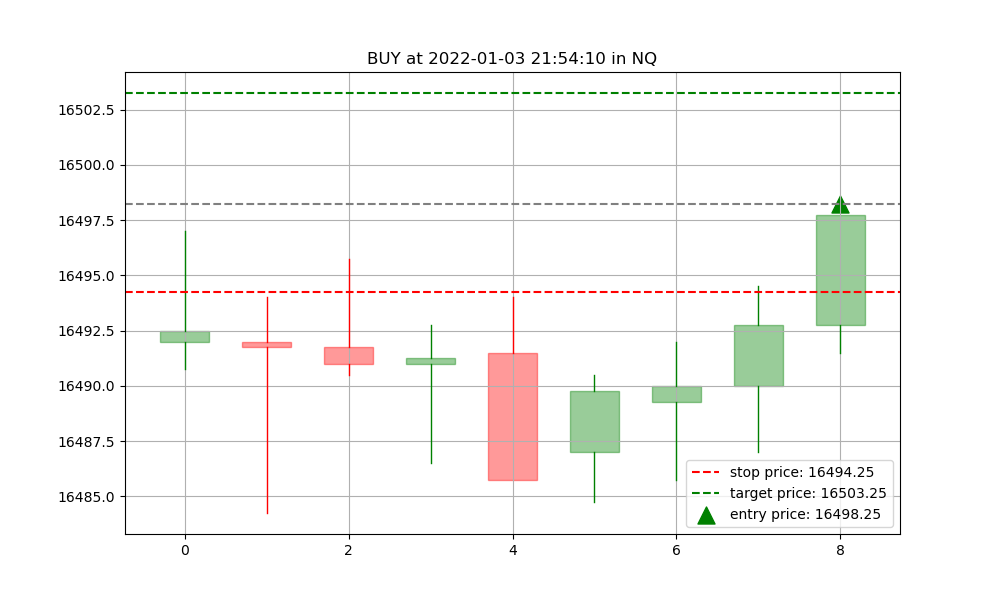 BUY at 2022-01-03 21:54:10 in NQ
16502.5
16500.0
16497.5
16495.0
16492.5
16490.0
16487.5
16485.0
stop price: 16494.25
target price: 16503.25
entry price: 16498.25
0 2 4 6 8